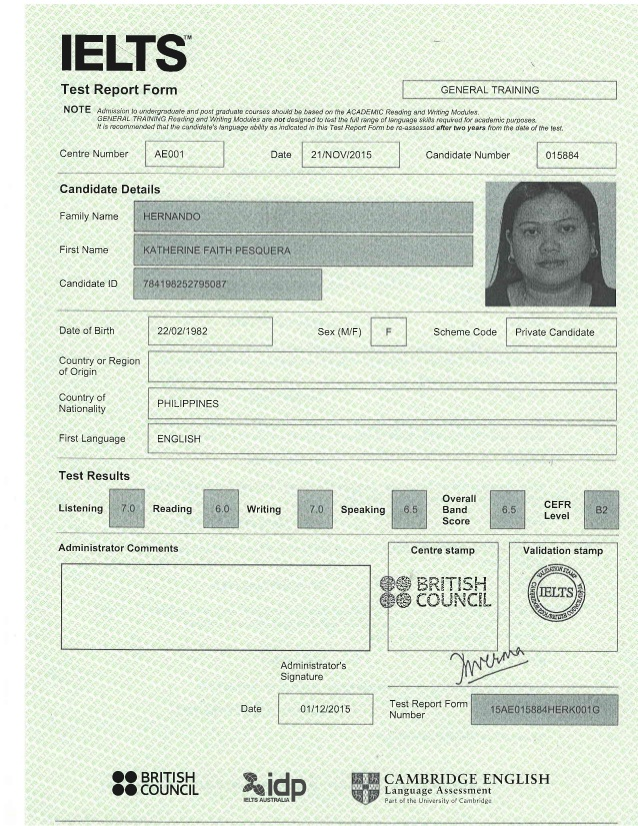 IELTS™
Test Report Form
GENERAL TRAINING
NOTE Admission to undergraduate and post graduate courses should be based on the ACADEMIC Reading and Writing Modules.
GENERAL TRAINING Reading and Writing Modules are not designed to test the full range of language skills required for academic purposes.
It is recommended that the candidate's language ability as indicated in this Test Report Form be re-assessed after two years from the date of the test.
Centre Number AE001 Date 21/NOV/2015 Candidate Number 015884
Candidate Details
Family Name HERNANDO
First Name KATHERINE FAITH PESQUERA
Candidate ID 784198252795087
Date of Birth 22/02/1982 Sex (M/F) F Scheme Code Private Candidate
Country or Region
of Origin
Country of
Nationality PHILIPPINES
First Language ENGLISH
Test Results
Listening 7.0 Reading 6.0 Writing 7.0 Speaking 6.5 Overall Band Score 6.5 CEFR Level B2
Administrator Comments
Centre stamp
Validation stamp
BRITISH
COUNCIL
VALIDATION STAMP
IELTS
Administrator's
Signature
Date 01/12/2015
Test Report Form
Number 15AE015884HERK001G
BRITISH
COUNCIL
idp
IELTS AUSTRALIA
CAMBRIDGE ENGLISH
Language Assessment
Part of the University of Cambridge